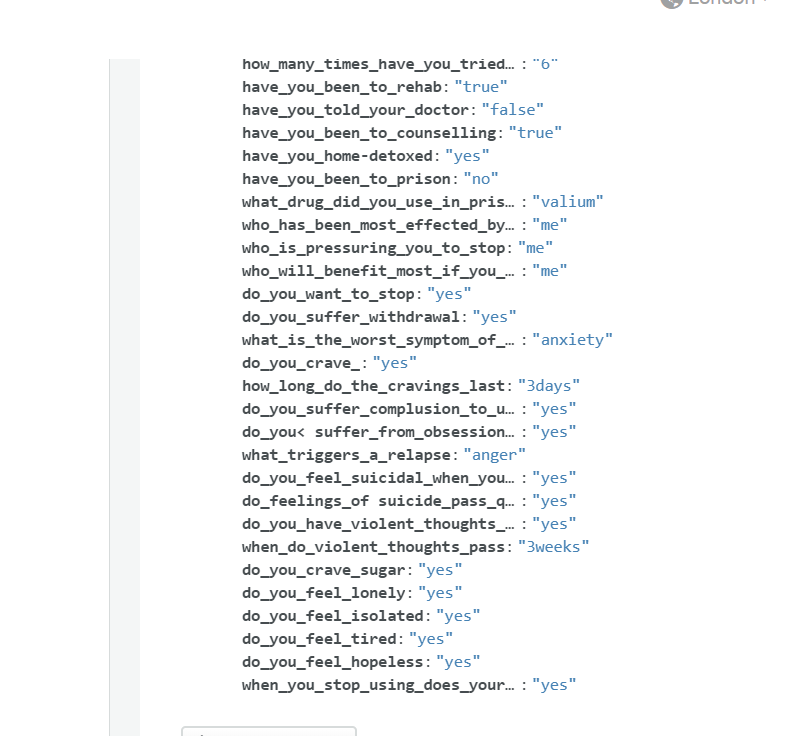 London
how_many_times_have_you_tried… : "6"
have_you_been_to_rehab: "true"
have_you_told_your_doctor: "false"
have_you_been_to_counselling: "true"
have_you_home-detoxed: "yes"
have_you_been_to_prison: "no"
what_drug_did_you_use_in_pris… : "valium"
who_has_been_most_effected_by… : "me"
who_is_pressuring_you_to_stop: "me"
who_will_benefit_most_if_you_… : "me"
do_you_want_to_stop: "yes"
do_you_suffer_withdrawal: "yes"
what_is_the_worst_symptom_of_… : "anxiety"
do_you_crave_: "yes"
how_long_do_the_cravings_last: "3days"
do_you_suffer_complusion_to_u… : "yes"
do_you< suffer_from_obsession… : "yes"
what_triggers_a_relapse: "anger"
do_you_feel_suicidal_when_you… : "yes"
do_feelings_of suicide_pass_q… : "yes"
do_you_have_violent_thoughts_… : "yes"
when_do_violent_thoughts_pass: "3weeks"
do_you_crave_sugar: "yes"
do_you_feel_lonely: "yes"
do_you_feel_isolated: "yes"
do_you_feel_tired: "yes"
do_you_feel_hopeless: "yes"
when_you_stop_using_does_your… : "yes"